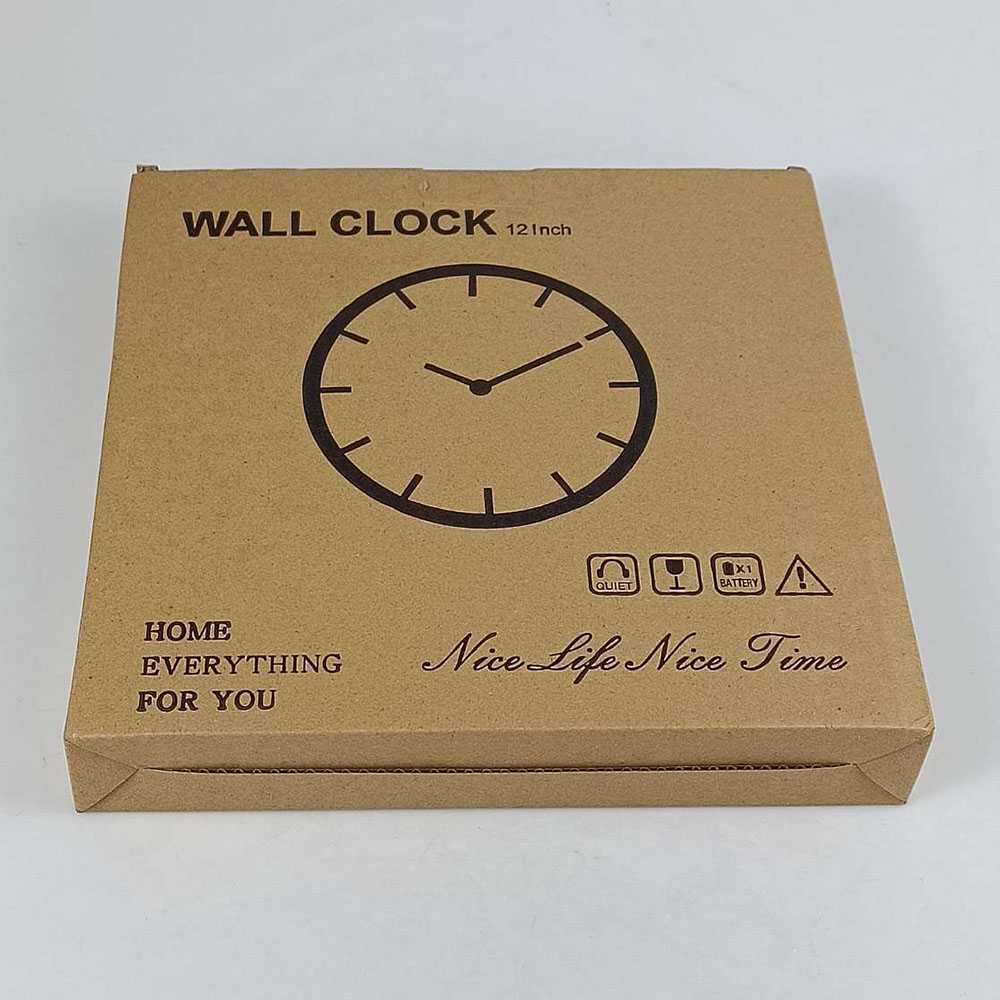 WALL CLOCK 12Inch
QUIET
X1
BATTERY
HOME
EVERYTHING
FOR YOU
Nice Life Nice Time